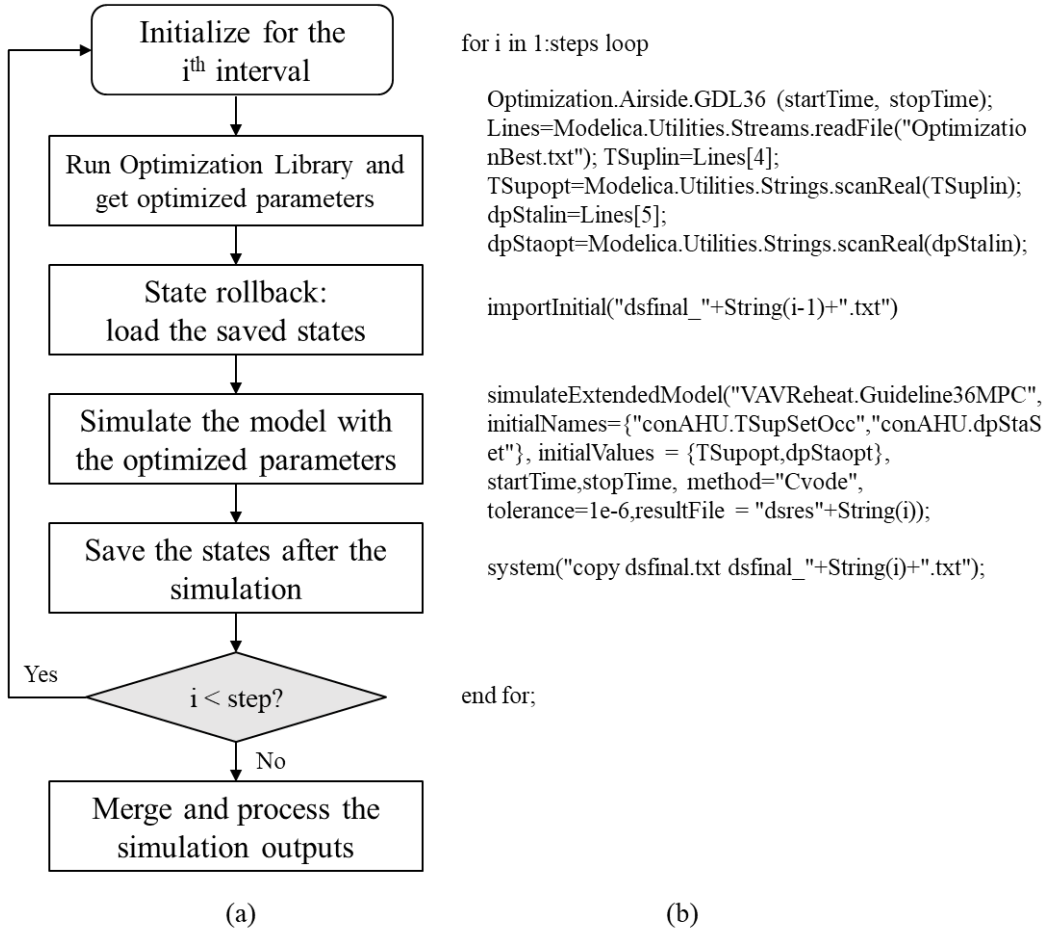 Initialize for the
iᵗʰ interval
Run Optimization Library and
get optimized parameters
State rollback:
load the saved states
Simulate the model with
the optimized parameters
Save the states after the
simulation
Yes
i < step?
No
Merge and process the
simulation outputs
(a)
for i in 1:steps loop
Optimization.Airside.GDL36 (startTime, stopTime);
Lines=Modelica.Utilities.Streams.readFile("Optimizatio
nBest.txt"); TSuplin=Lines[4];
TSupopt=Modelica.Utilities.Strings.scanReal(TSuplin);
dpStalin=Lines[5];
dpStaopt=Modelica.Utilities.Strings.scanReal(dpStalin);
importInitial("dsfinal_"+String(i-1)+".txt")
simulateExtendedModel("VAVReheat.Guideline36MPC",
initialNames={"conAHU.TSupSetOcc","conAHU.dpStaS
et"}, initialValues = {TSupopt,dpStaopt},
startTime,stopTime, method="Cvode",
tolerance=1e-6,resultFile = "dsres"+String(i));
system("copy dsfinal.txt dsfinal_"+String(i)+".txt");
end for;
(b)